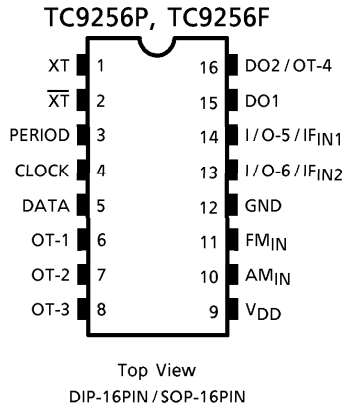 TC9256P, TC9256F
XT 1 16 DO2/OT-4
X̅T̅ 2 15 DO1
PERIOD 3 14 I/O-5/IFIN1
CLOCK 4 13 I/O-6/IFIN2
DATA 5 12 GND
OT-1 6 11 FMIN
OT-2 7 10 AMIN
OT-3 8 9 VDD
Top View
DIP-16PIN/SOP-16PIN